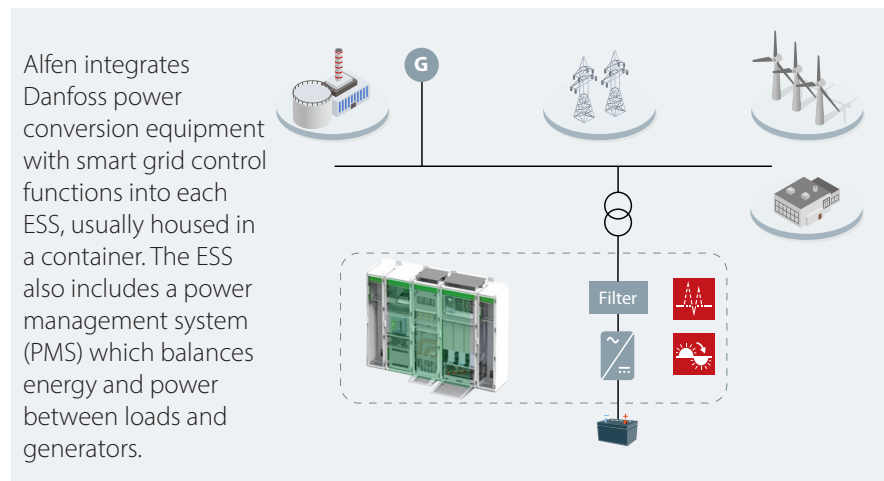 Alfen integrates
Danfoss power
conversion equipment
with smart grid control
functions into each
ESS, usually housed in
a container. The ESS
also includes a power
management system
(PMS) which balances
energy and power
between loads and
generators.
G
Filter